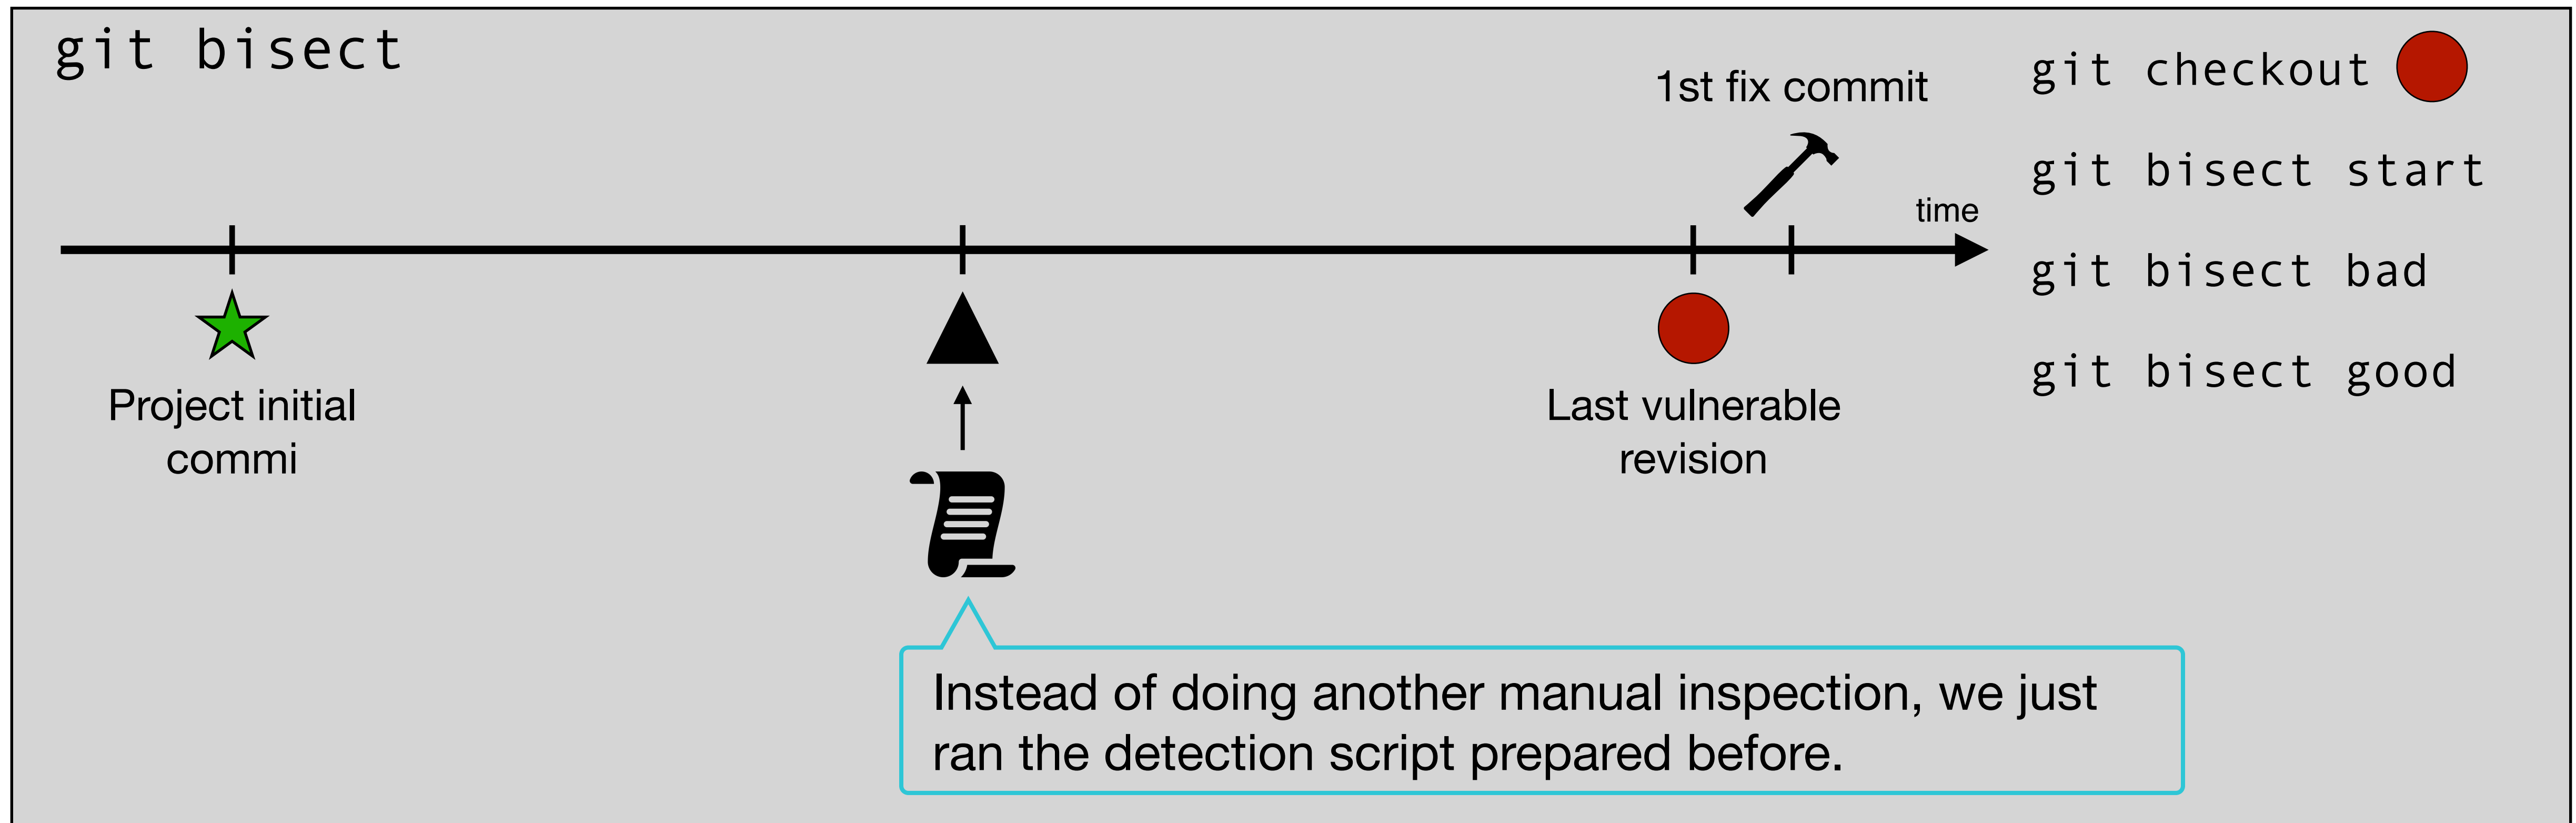 git bisect
1st fix commit
time
Project initial
commi
Last vulnerable
revision
git checkout
git bisect start
git bisect bad
git bisect good
Instead of doing another manual inspection, we just
ran the detection script prepared before.